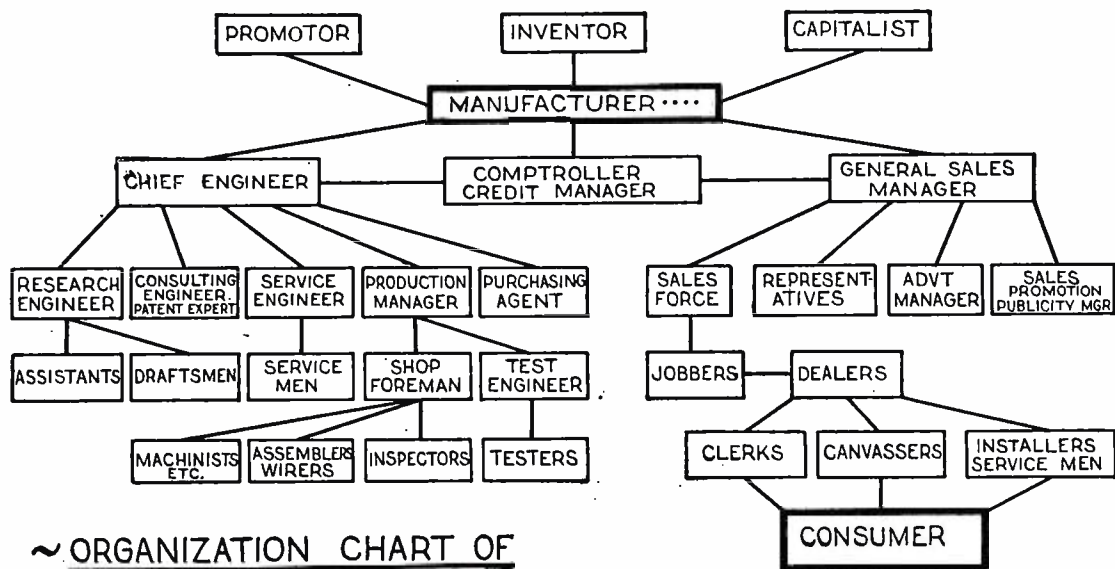 PROMOTOR
INVENTOR
CAPITALIST
MANUFACTURER ····
CHIEF ENGINEER
COMPTROLLER
CREDIT MANAGER
GENERAL SALES
MANAGER
RESEARCH
ENGINEER
CONSULTING
ENGINEER.
PATENT EXPERT
SERVICE
ENGINEER
PRODUCTION
MANAGER
PURCHASING
AGENT
SALES
FORCE
REPRESENT-
ATIVES
ADVT
MANAGER
SALES
PROMOTION
PUBLICITY MGR
ASSISTANTS
DRAFTSMEN
SERVICE
MEN
SHOP
FOREMAN
TEST
ENGINEER
JOBBERS
DEALERS
MACHINISTS
ETC.
ASSEMBLERS
WIRERS
INSPECTORS
TESTERS
CLERKS
CANVASSERS
INSTALLERS
SERVICE MEN
CONSUMER
~ ORGANIZATION CHART OF